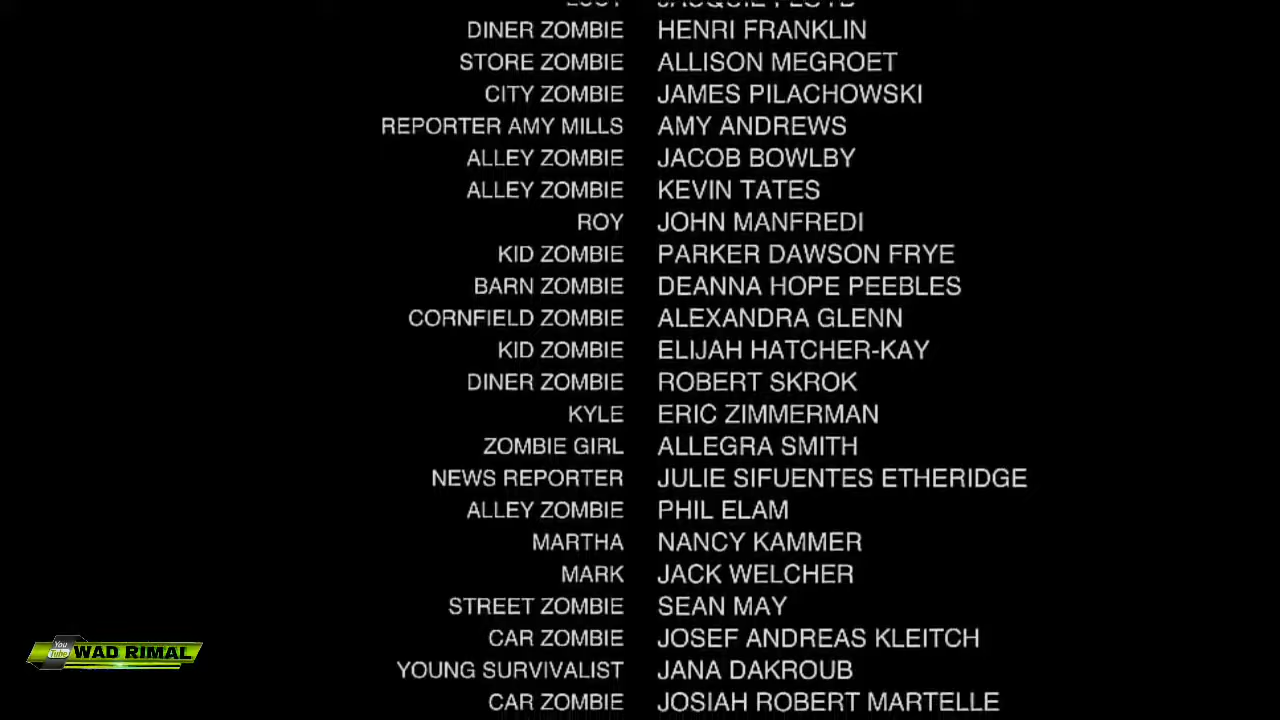 DINER ZOMBIE HENRI FRANKLIN
STORE ZOMBIE ALLISON MEGROET
CITY ZOMBIE JAMES PILACHOWSKI
REPORTER AMY MILLS AMY ANDREWS
ALLEY ZOMBIE JACOB BOWLBY
ALLEY ZOMBIE KEVIN TATES
ROY JOHN MANFREDI
KID ZOMBIE PARKER DAWSON FRYE
BARN ZOMBIE DEANNA HOPE PEEBLES
CORNFIELD ZOMBIE ALEXANDRA GLENN
KID ZOMBIE ELIJAH HATCHER-KAY
DINER ZOMBIE ROBERT SKROK
KYLE ERIC ZIMMERMAN
ZOMBIE GIRL ALLEGRA SMITH
NEWS REPORTER JULIE SIFUENTES ETHERIDGE
ALLEY ZOMBIE PHIL ELAM
MARTHA NANCY KAMMER
MARK JACK WELCHER
STREET ZOMBIE SEAN MAY
CAR ZOMBIE JOSEF ANDREAS KLEITCH
YOUNG SURVIVALIST JANA DAKROUB
CAR ZOMBIE JOSIAH ROBERT MARTELLE
You Tube WAD RIMAL